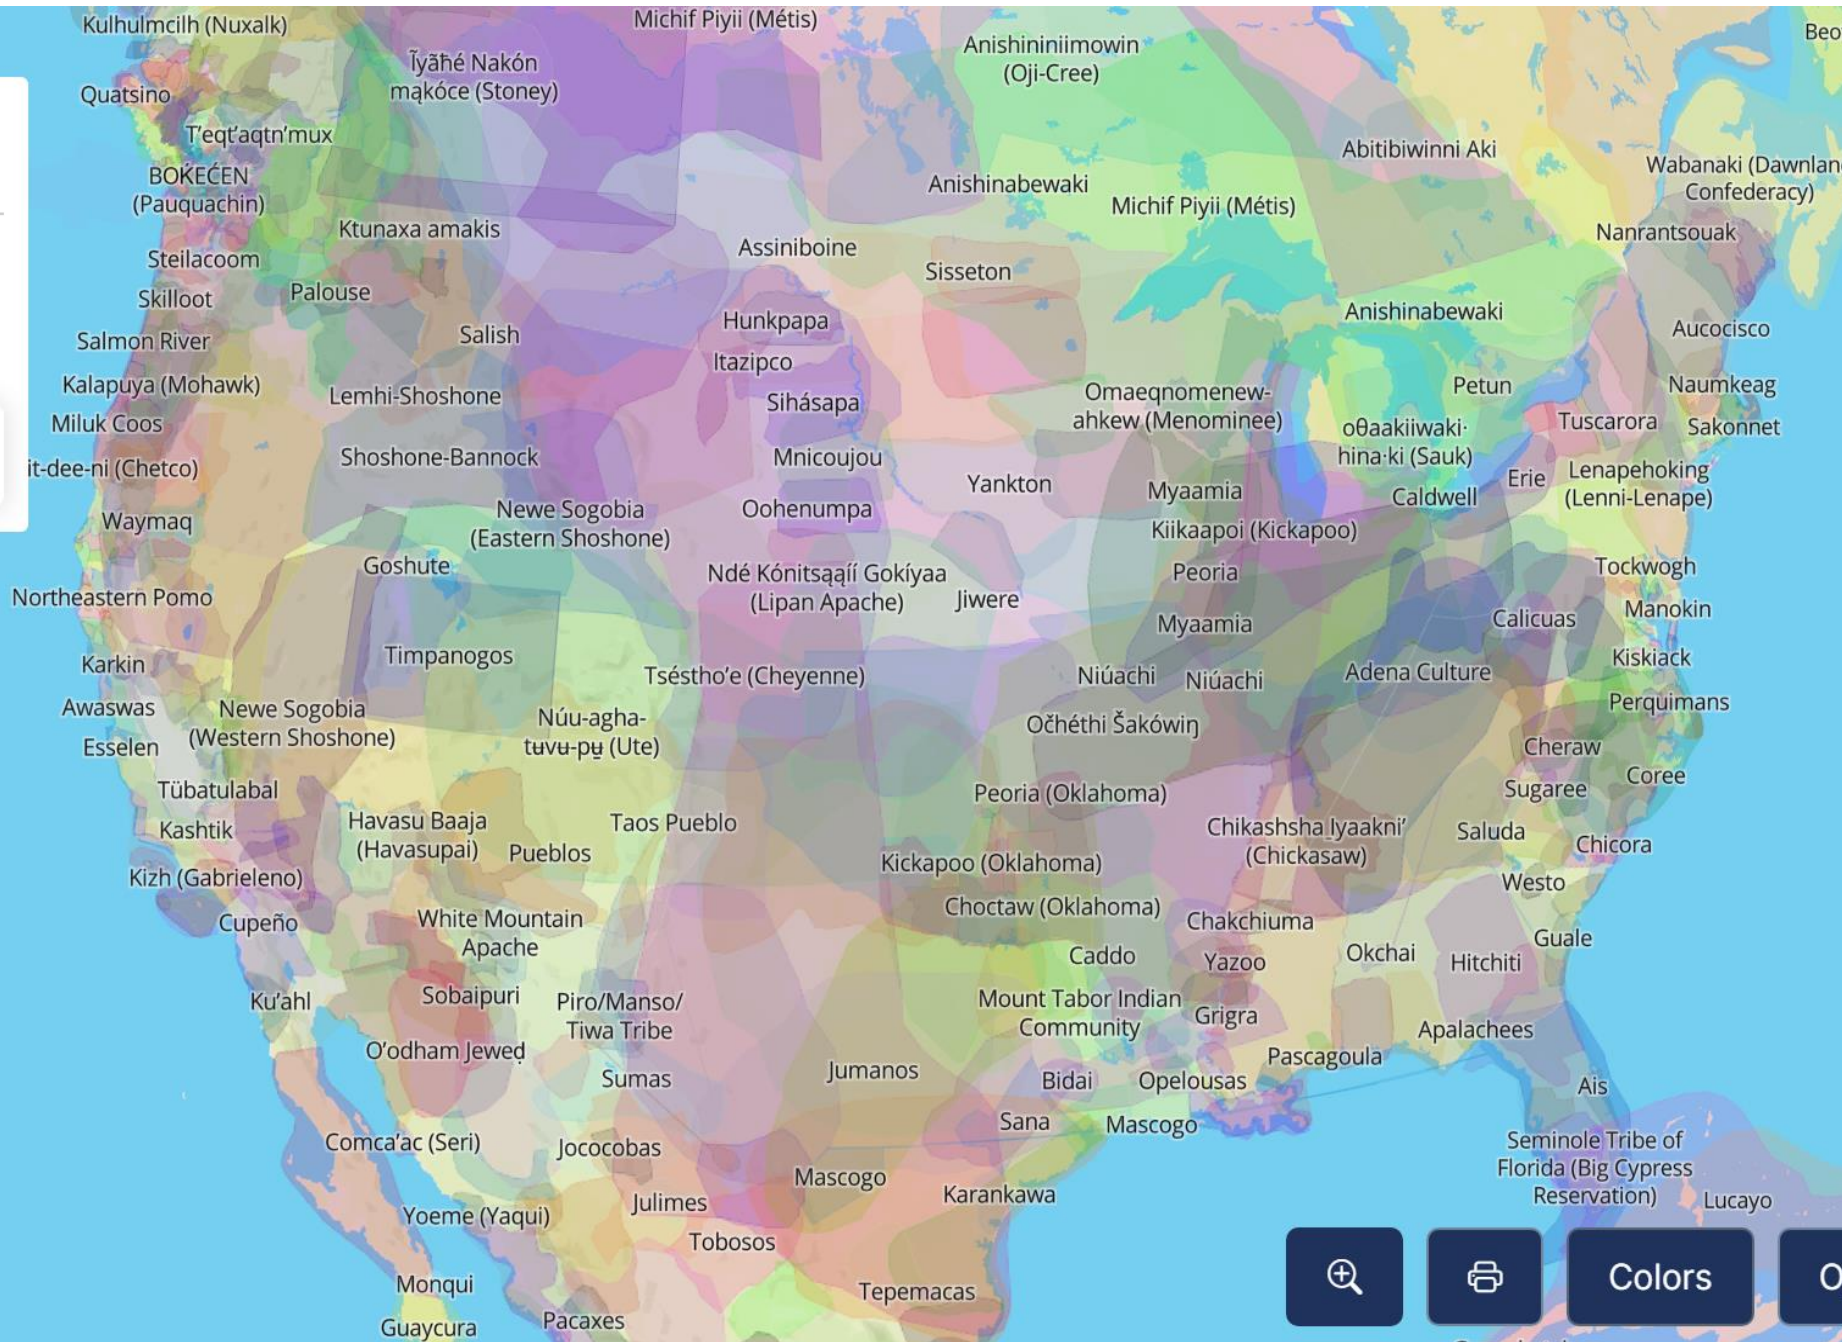 Kulhulmcilh (Nuxalk)
Michif Piyii (Métis)
Anishininiimowin
(Oji-Cree)
Quatsino
T'eqt'aqtn'mux
Abitibiwinni Aki
BOḰEĆEN
(Pauquachin)
Anishinabewaki
Michif Piyii (Métis)
Confederacy)
Ktunaxa amakis
Nanrantsouak
Assiniboine
Steilacoom
Sisseton
Skilloot
Palouse
Anishinabewaki
Hunkpapa
Aucocisco
Salmon River
Salish
Itazipco
Kalapuya (Mohawk)
Lemhi-Shoshone
Sihásapa
Omaeqnomenew-
ahkew (Menominee)
Petun
Naumkeag
Miluk Coos
oθaakiiwaki·
hina·ki (Sauk)
Tuscarora
Sakonnet
it-dee-ni (Chetco)
Shoshone-Bannock
Mnicoujou
Yankton
Myaamia
Caldwell
Erie
Lenapehoking
(Lenni-Lenape)
Waymaq
Newe Sogobia
(Eastern Shoshone)
Oohenumpa
Kiikaapoi (Kickapoo)
Goshute
Ndé Kónitsąąíí Gokíyaa
(Lipan Apache)
Jiwere
Peoria
Tockwogh
Northeastern Pomo
Myaamia
Calicuas
Manokin
Karkin
Timpanogos
Tséstho'e (Cheyenne)
Niúachi
Niúachi
Adena Culture
Kiskiack
Awaswas
Newe Sogobia
(Western Shoshone)
Núu-agha-
tʉvʉ-pʉ̱ (Ute)
Očhéthi Šakówiŋ
Perquimans
Esselen
Cheraw
Tübatulabal
Peoria (Oklahoma)
Sugaree
Coree
Kashtik
Havasu Baaja
(Havasupai)
Pueblos
Taos Pueblo
Chikashsha Iyaakni'
(Chickasaw)
Saluda
Chicora
Kizh (Gabrieleno)
Kickapoo (Oklahoma)
Westo
Cupeño
White Mountain
Apache
Choctaw (Oklahoma)
Chakchiuma
Guale
Caddo
Yazoo
Okchai
Hitchiti
Ku'ahl
Sobaipuri
Piro/Manso/
Tiwa Tribe
Mount Tabor Indian
Community
Grigra
Apalachees
O'odham Jeweḍ
Sumas
Jumanos
Bidai
Opelousas
Pascagoula
Ais
Comca'ac (Seri)
Jococobas
Sana
Mascogo
Seminole Tribe of
Florida (Big Cypress
Reservation)
Mascogo
Karankawa
Lucayo
Yoeme (Yaqui)
Julimes
Tobosos
Monqui
Tepemacas
Guaycura
Pacaxes
Colors